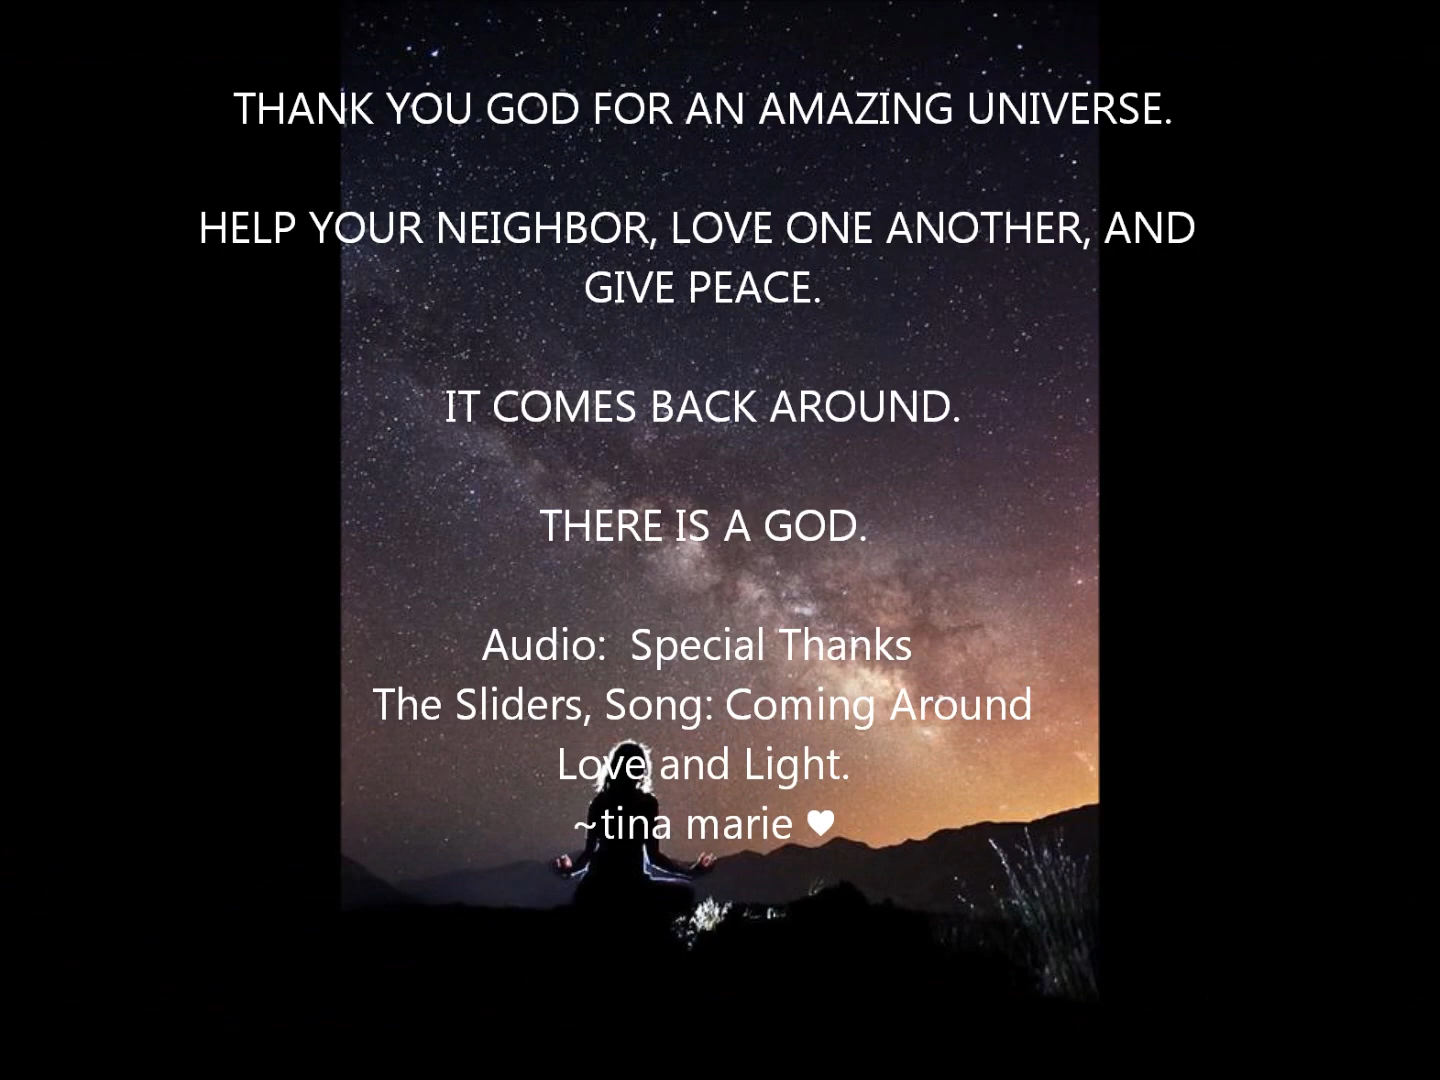 THANK YOU GOD FOR AN AMAZING UNIVERSE.
HELP YOUR NEIGHBOR, LOVE ONE ANOTHER, AND
GIVE PEACE.
IT COMES BACK AROUND.
THERE IS A GOD.
Audio:  Special Thanks
The Sliders, Song: Coming Around
Love and Light.
~tina marie ♥